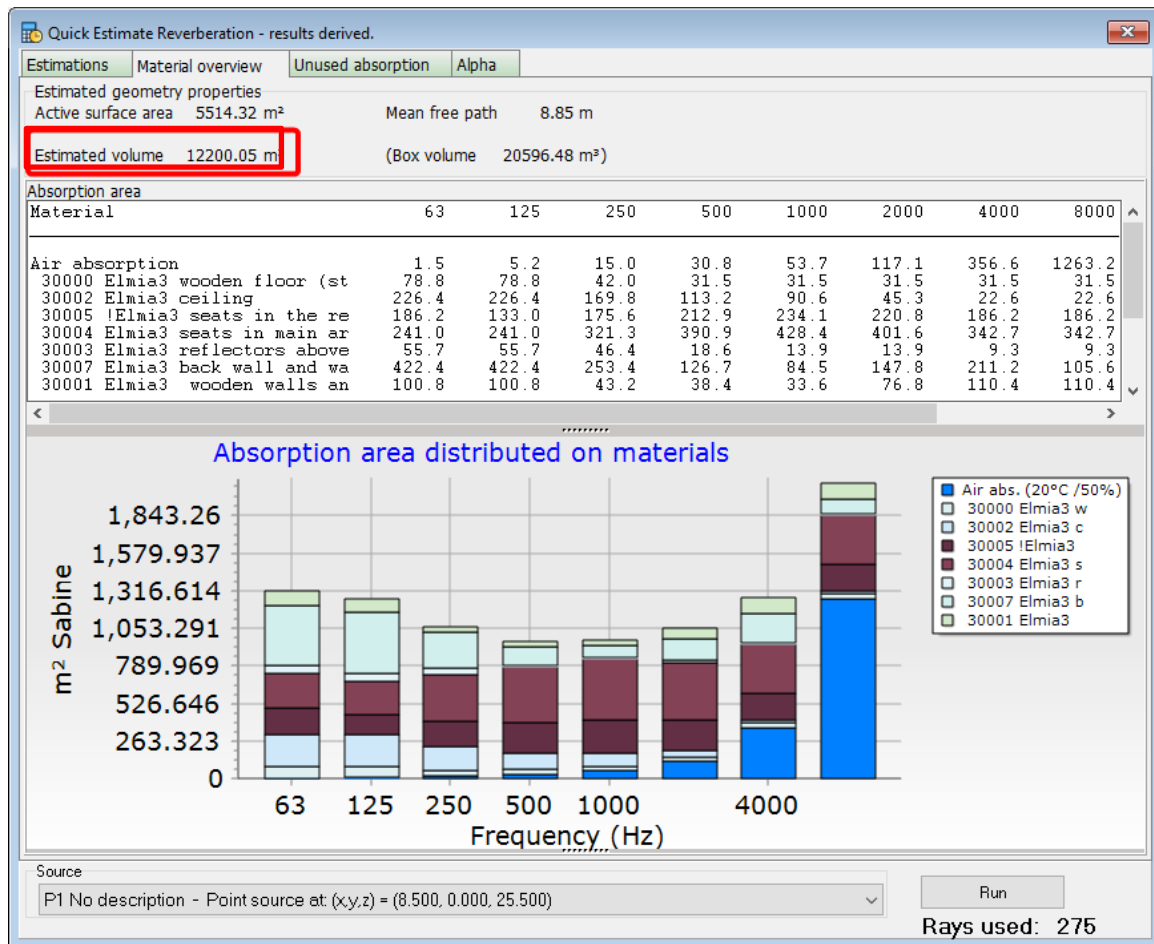 Quick Estimate Reverberation - results derived.
Estimations Material overview Unused absorption Alpha
Estimated geometry properties
Active surface area 5514.32 m² Mean free path 8.85 m
Estimated volume 12200.05 m³ (Box volume 20596.48 m³)
Absorption area
Material 63 125 250 500 1000 2000 4000 8000
Air absorption 1.5 5.2 15.0 30.8 53.7 117.1 356.6 1263.2
30000 Elmia3 wooden floor (st 78.8 78.8 42.0 31.5 31.5 31.5 31.5 31.5
30002 Elmia3 ceiling 226.4 226.4 169.8 113.2 90.6 45.3 22.6 22.6
30005 !Elmia3 seats in the re 186.2 133.0 175.6 212.9 234.1 220.8 186.2 186.2
30004 Elmia3 seats in main ar 241.0 241.0 321.3 390.9 428.4 401.6 342.7 342.7
30003 Elmia3 reflectors above 55.7 55.7 46.4 18.6 13.9 13.9 9.3 9.3
30007 Elmia3 back wall and wa 422.4 422.4 253.4 126.7 84.5 147.8 211.2 105.6
30001 Elmia3 wooden walls an 100.8 100.8 43.2 38.4 33.6 76.8 110.4 110.4
Absorption area distributed on materials
1,843.26
1,579.937
1,316.614
1,053.291
789.969
526.646
263.323
0
m² Sabine
63 125 250 500 1000 4000
Frequency (Hz)
Air abs. (20°C /50%)
30000 Elmia3 w
30002 Elmia3 c
30005 !Elmia3
30004 Elmia3 s
30003 Elmia3 r
30007 Elmia3 b
30001 Elmia3
Source
P1 No description - Point source at: (x,y,z) = (8.500, 0.000, 25.500)
Run
Rays used: 275